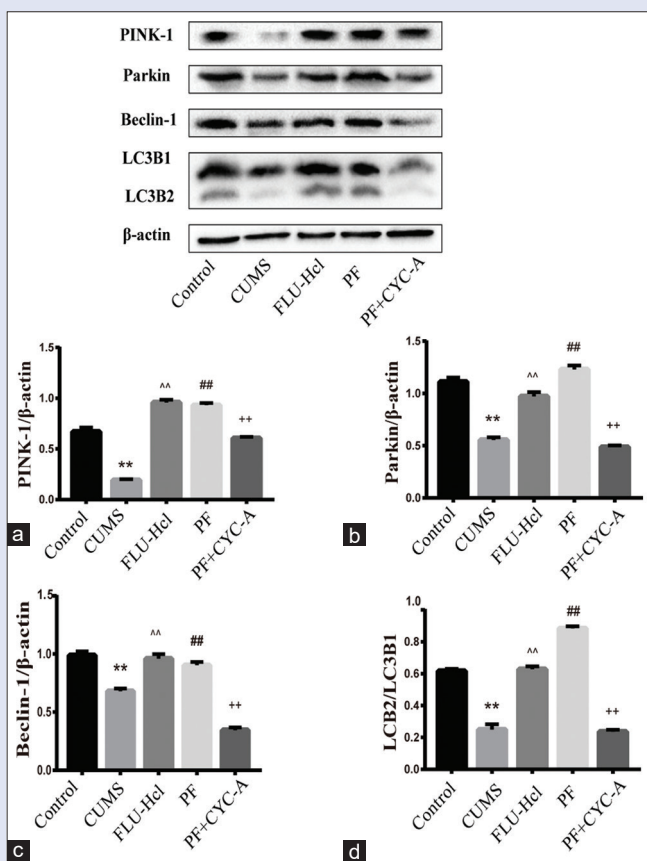 PINK-1
Parkin
Beclin-1
LC3B1
LC3B2
β-actin
Control
CUMS
FLU-Hcl
PF
PF+CYC-A
PINK-1/β-actin
1.5
1.0
0.5
0.0
**
^^
##
++
Control
CUMS
FLU-Hcl
PF
PF+CYC-A
a
Parkin/β-actin
1.5
1.0
0.5
0.0
**
^^
##
++
Control
CUMS
FLU-Hcl
PF
PF+CYC-A
b
Beclin-1/β-actin
1.5
1.0
0.5
0.0
**
^^
##
++
Control
CUMS
FLU-Hcl
PF
PF+CYC-A
c
LCB2/LC3B1
1.0
0.8
0.6
0.4
0.2
0.0
**
^^
##
++
Control
CUMS
FLU-Hcl
PF
PF+CYC-A
d